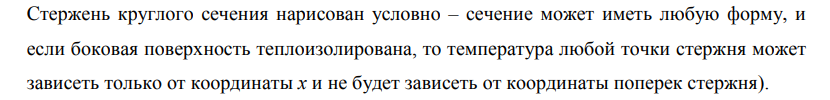 Стержень круглого сечения нарисован условно – сечение может иметь любую форму, и
если боковая поверхность теплоизолирована, то температура любой точки стержня может
зависеть только от координаты x и не будет зависеть от координаты поперек стержня).